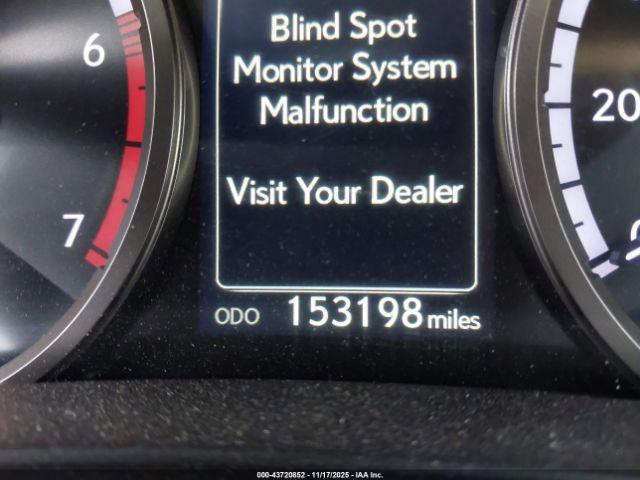 Blind Spot
Monitor System
Malfunction
Visit Your Dealer
ODO 153198 miles
6
7
20
000-43720852 - 11/17/2025 - IAA Inc.